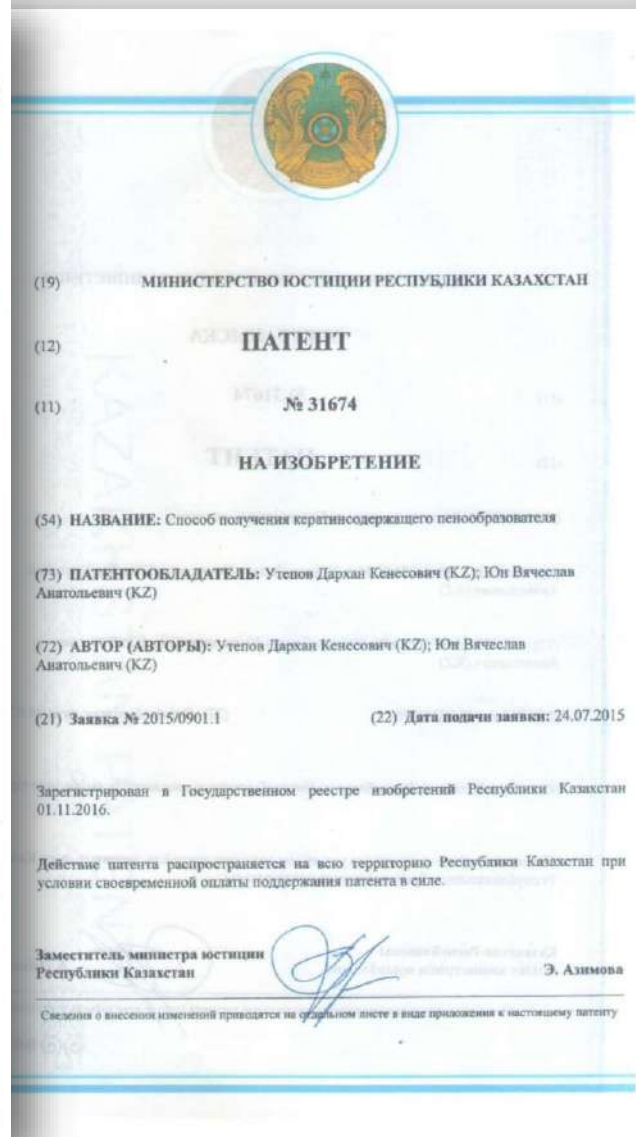 (19) МИНИСТЕРСТВО ЮСТИЦИИ РЕСПУБЛИКИ КАЗАХСТАН
(12) ПАТЕНТ
(11) № 31674
НА ИЗОБРЕТЕНИЕ
(54) НАЗВАНИЕ: Способ получения кератинсодержащего пенообразователя
(73) ПАТЕНТООБЛАДАТЕЛЬ: Утепов Дархан Кенесович (KZ); Юн Вячеслав
Анатольевич (KZ)
(72) АВТОР (АВТОРЫ): Утепов Дархан Кенесович (KZ); Юн Вячеслав
Анатольевич (KZ)
(21) Заявка № 2015/0901.1 (22) Дата подачи заявки: 24.07.2015
Зарегистрирован в Государственном реестре изобретений Республики Казахстан
01.11.2016.
Действие патента распространяется на всю территорию Республики Казахстан при
условии своевременной оплаты поддержания патента в силе.
Заместитель министра юстиции
Республики Казахстан Э. Азимова
Сведения о внесении изменений приводятся на отдельном листе в виде приложения к настоящему патенту